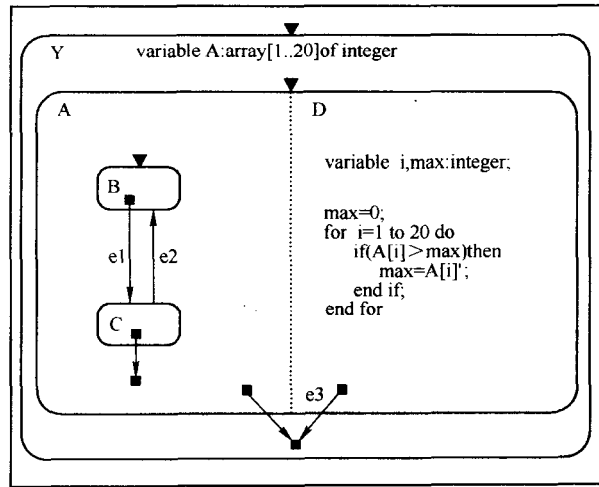 Y variable A:array[1..20]of integer
A D
variable i,max:integer;
B
max=0;
for i=1 to 20 do
e1 e2 if(A[i]>max)then
max=A[i]';
end if;
C end for
e3